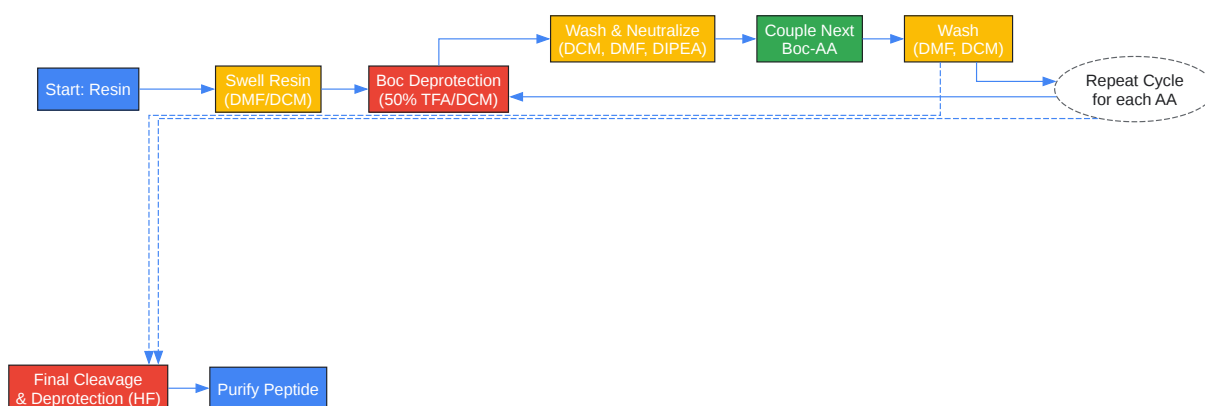 Start: Resin
Swell Resin
(DMF/DCM)
Boc Deprotection
(50% TFA/DCM)
Wash & Neutralize
(DCM, DMF, DIPEA)
Couple Next
Boc-AA
Wash
(DMF, DCM)
Repeat Cycle
for each AA
Final Cleavage
& Deprotection (HF)
Purify Peptide